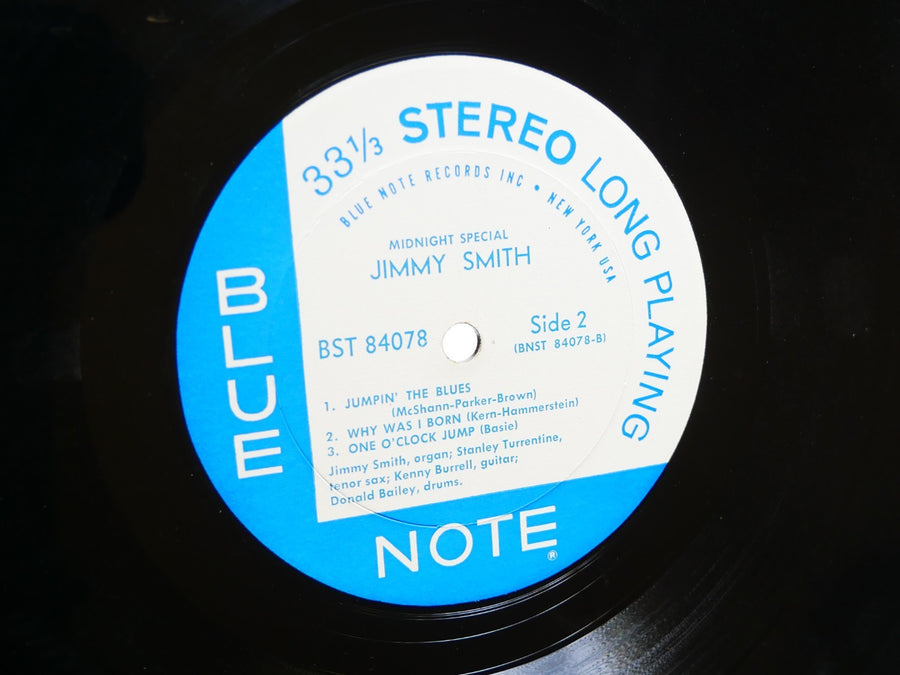 33⅓ STEREO LONG PLAYING
BLUE NOTE RECORDS INC • NEW YORK USA
MIDNIGHT SPECIAL
JIMMY SMITH
BST 84078
Side 2
(BNST 84078-B)
1. JUMPIN' THE BLUES
(McShann-Parker-Brown)
2. WHY WAS I BORN (Kern-Hammerstein)
3. ONE O'CLOCK JUMP (Basie)
Jimmy Smith, organ; Stanley Turrentine,
tenor sax; Kenny Burrell, guitar;
Donald Bailey, drums.
BLUE
NOTE®